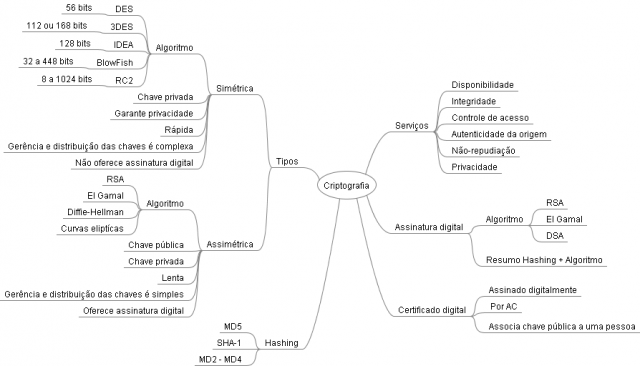 56 bits DES
112 ou 168 bits 3DES
128 bits IDEA
32 a 448 bits BlowFish
8 a 1024 bits RC2
Algoritmo
Simétrica
Chave privada
Garante privacidade
Rápida
Gerência e distribuição das chaves é complexa
Não oferece assinatura digital
Tipos
RSA
El Gamal
Diffie-Hellman
Curvas elipticas
Algoritmo
Assimétrica
Chave pública
Chave privada
Lenta
Gerência e distribuição das chaves é simples
Oferece assinatura digital
MD5
SHA-1
MD2 - MD4
Hashing
Criptografia
Serviços
Disponibilidade
Integridade
Controle de acesso
Autenticidade da origem
Não-repudiação
Privacidade
Assinatura digital
Algoritmo
RSA
El Gamal
DSA
Resumo Hashing + Algoritmo
Certificado digital
Assinado digitalmente
Por AC
Associa chave pública a uma pessoa